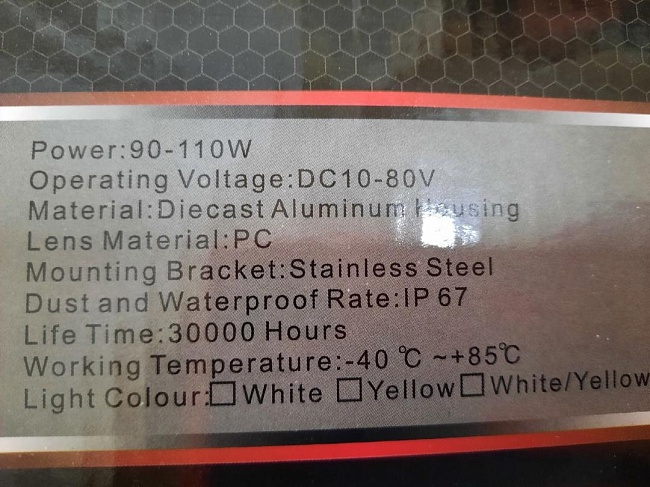 Power:90-110W
Operating Voltage:DC10-80V
Material:Diecast Aluminum Housing
Lens Material:PC
Mounting Bracket:Stainless Steel
Dust and Waterproof Rate:IP 67
Life Time:30000 Hours
Working Temperature:-40 ℃ ~+85℃
Light Colour:☐ White ☐ Yellow ☐ White/Yellow